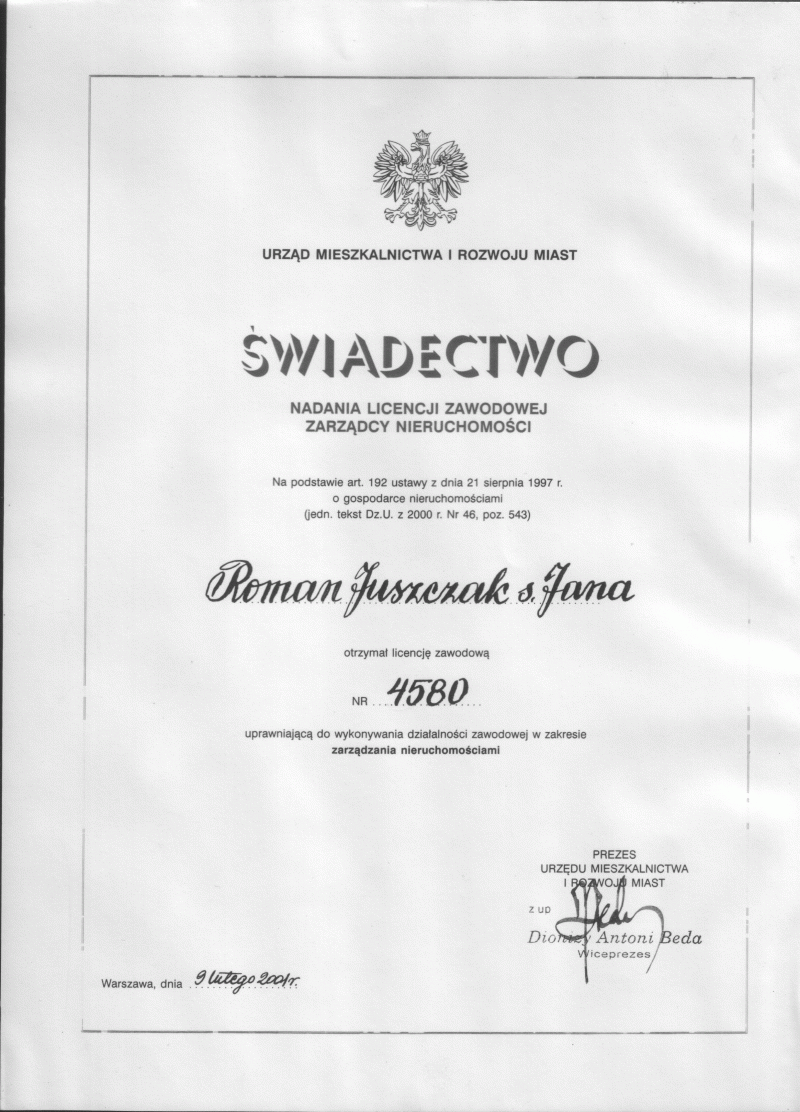 URZĄD MIESZKALNICTWA I ROZWOJU MIAST
ŚWIADECTWO
NADANIA LICENCJI ZAWODOWEJ
ZARZĄDCY NIERUCHOMOŚCI
Na podstawie art. 192 ustawy z dnia 21 sierpnia 1997 r.
o gospodarce nieruchomościami
(jedn. tekst Dz.U. z 2000 r. Nr 46, poz. 543)
Roman Juszczak s. Jana
otrzymał licencję zawodową
NR 4580
uprawniającą do wykonywania działalności zawodowej w zakresie
zarządzania nieruchomościami
PREZES
URZĘDU MIESZKALNICTWA
I ROZWOJU MIAST
z up
Dionizy Antoni Beda
Wiceprezes
Warszawa, dnia 9 lutego 2001r.